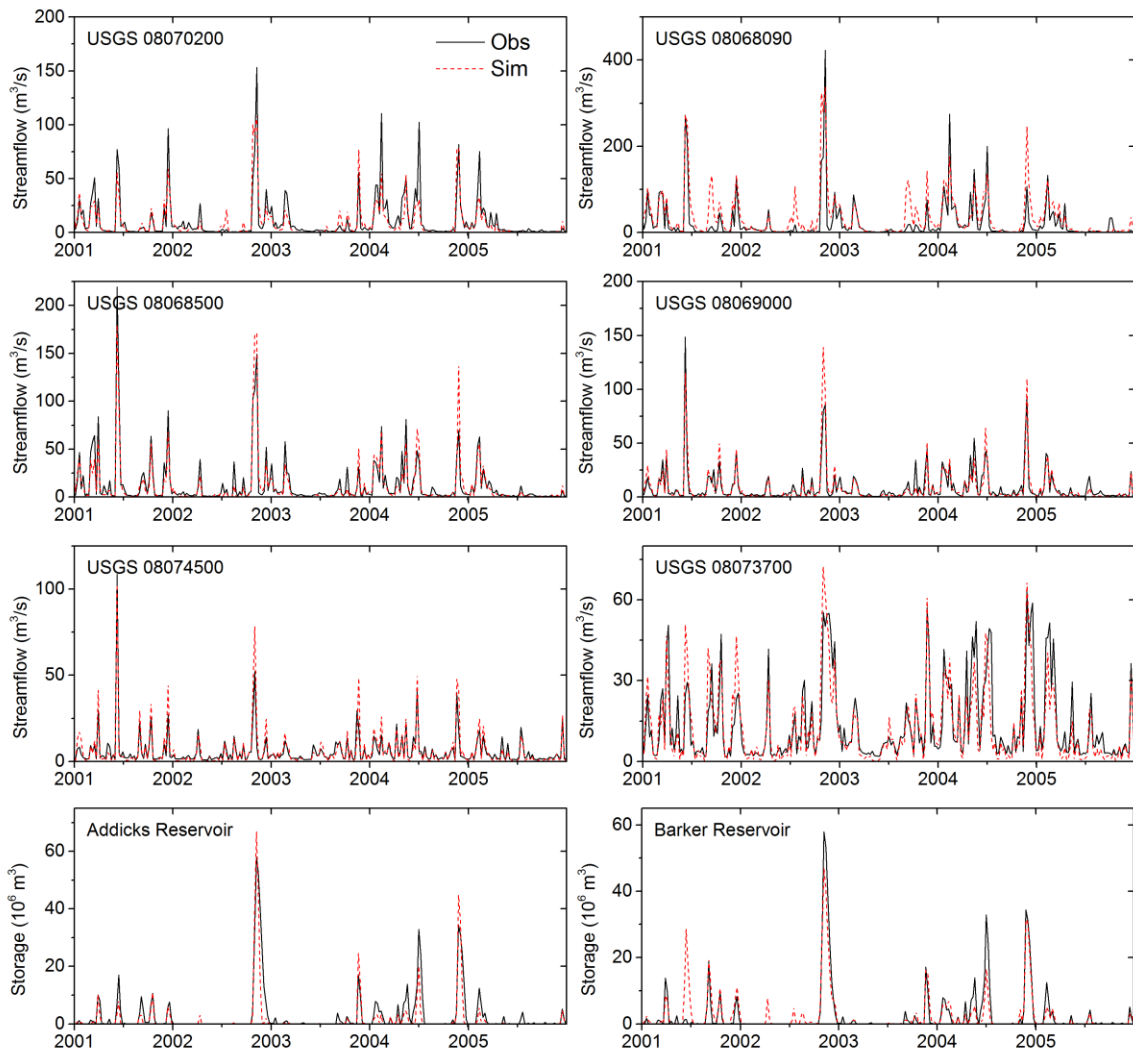 USGS 08070200
Obs
Sim
Streamflow (m³/s)
200
150
100
50
0
2001 2002 2003 2004 2005
USGS 08068090
Streamflow (m³/s)
400
200
0
2001 2002 2003 2004 2005
USGS 08068500
Streamflow (m³/s)
200
150
100
50
0
2001 2002 2003 2004 2005
USGS 08069000
Streamflow (m³/s)
200
150
100
50
0
2001 2002 2003 2004 2005
USGS 08074500
Streamflow (m³/s)
100
50
0
2001 2002 2003 2004 2005
USGS 08073700
Streamflow (m³/s)
60
30
0
2001 2002 2003 2004 2005
Addicks Reservoir
Storage (10⁶ m³)
60
40
20
0
2001 2002 2003 2004 2005
Barker Reservoir
Storage (10⁶ m³)
60
40
20
0
2001 2002 2003 2004 2005